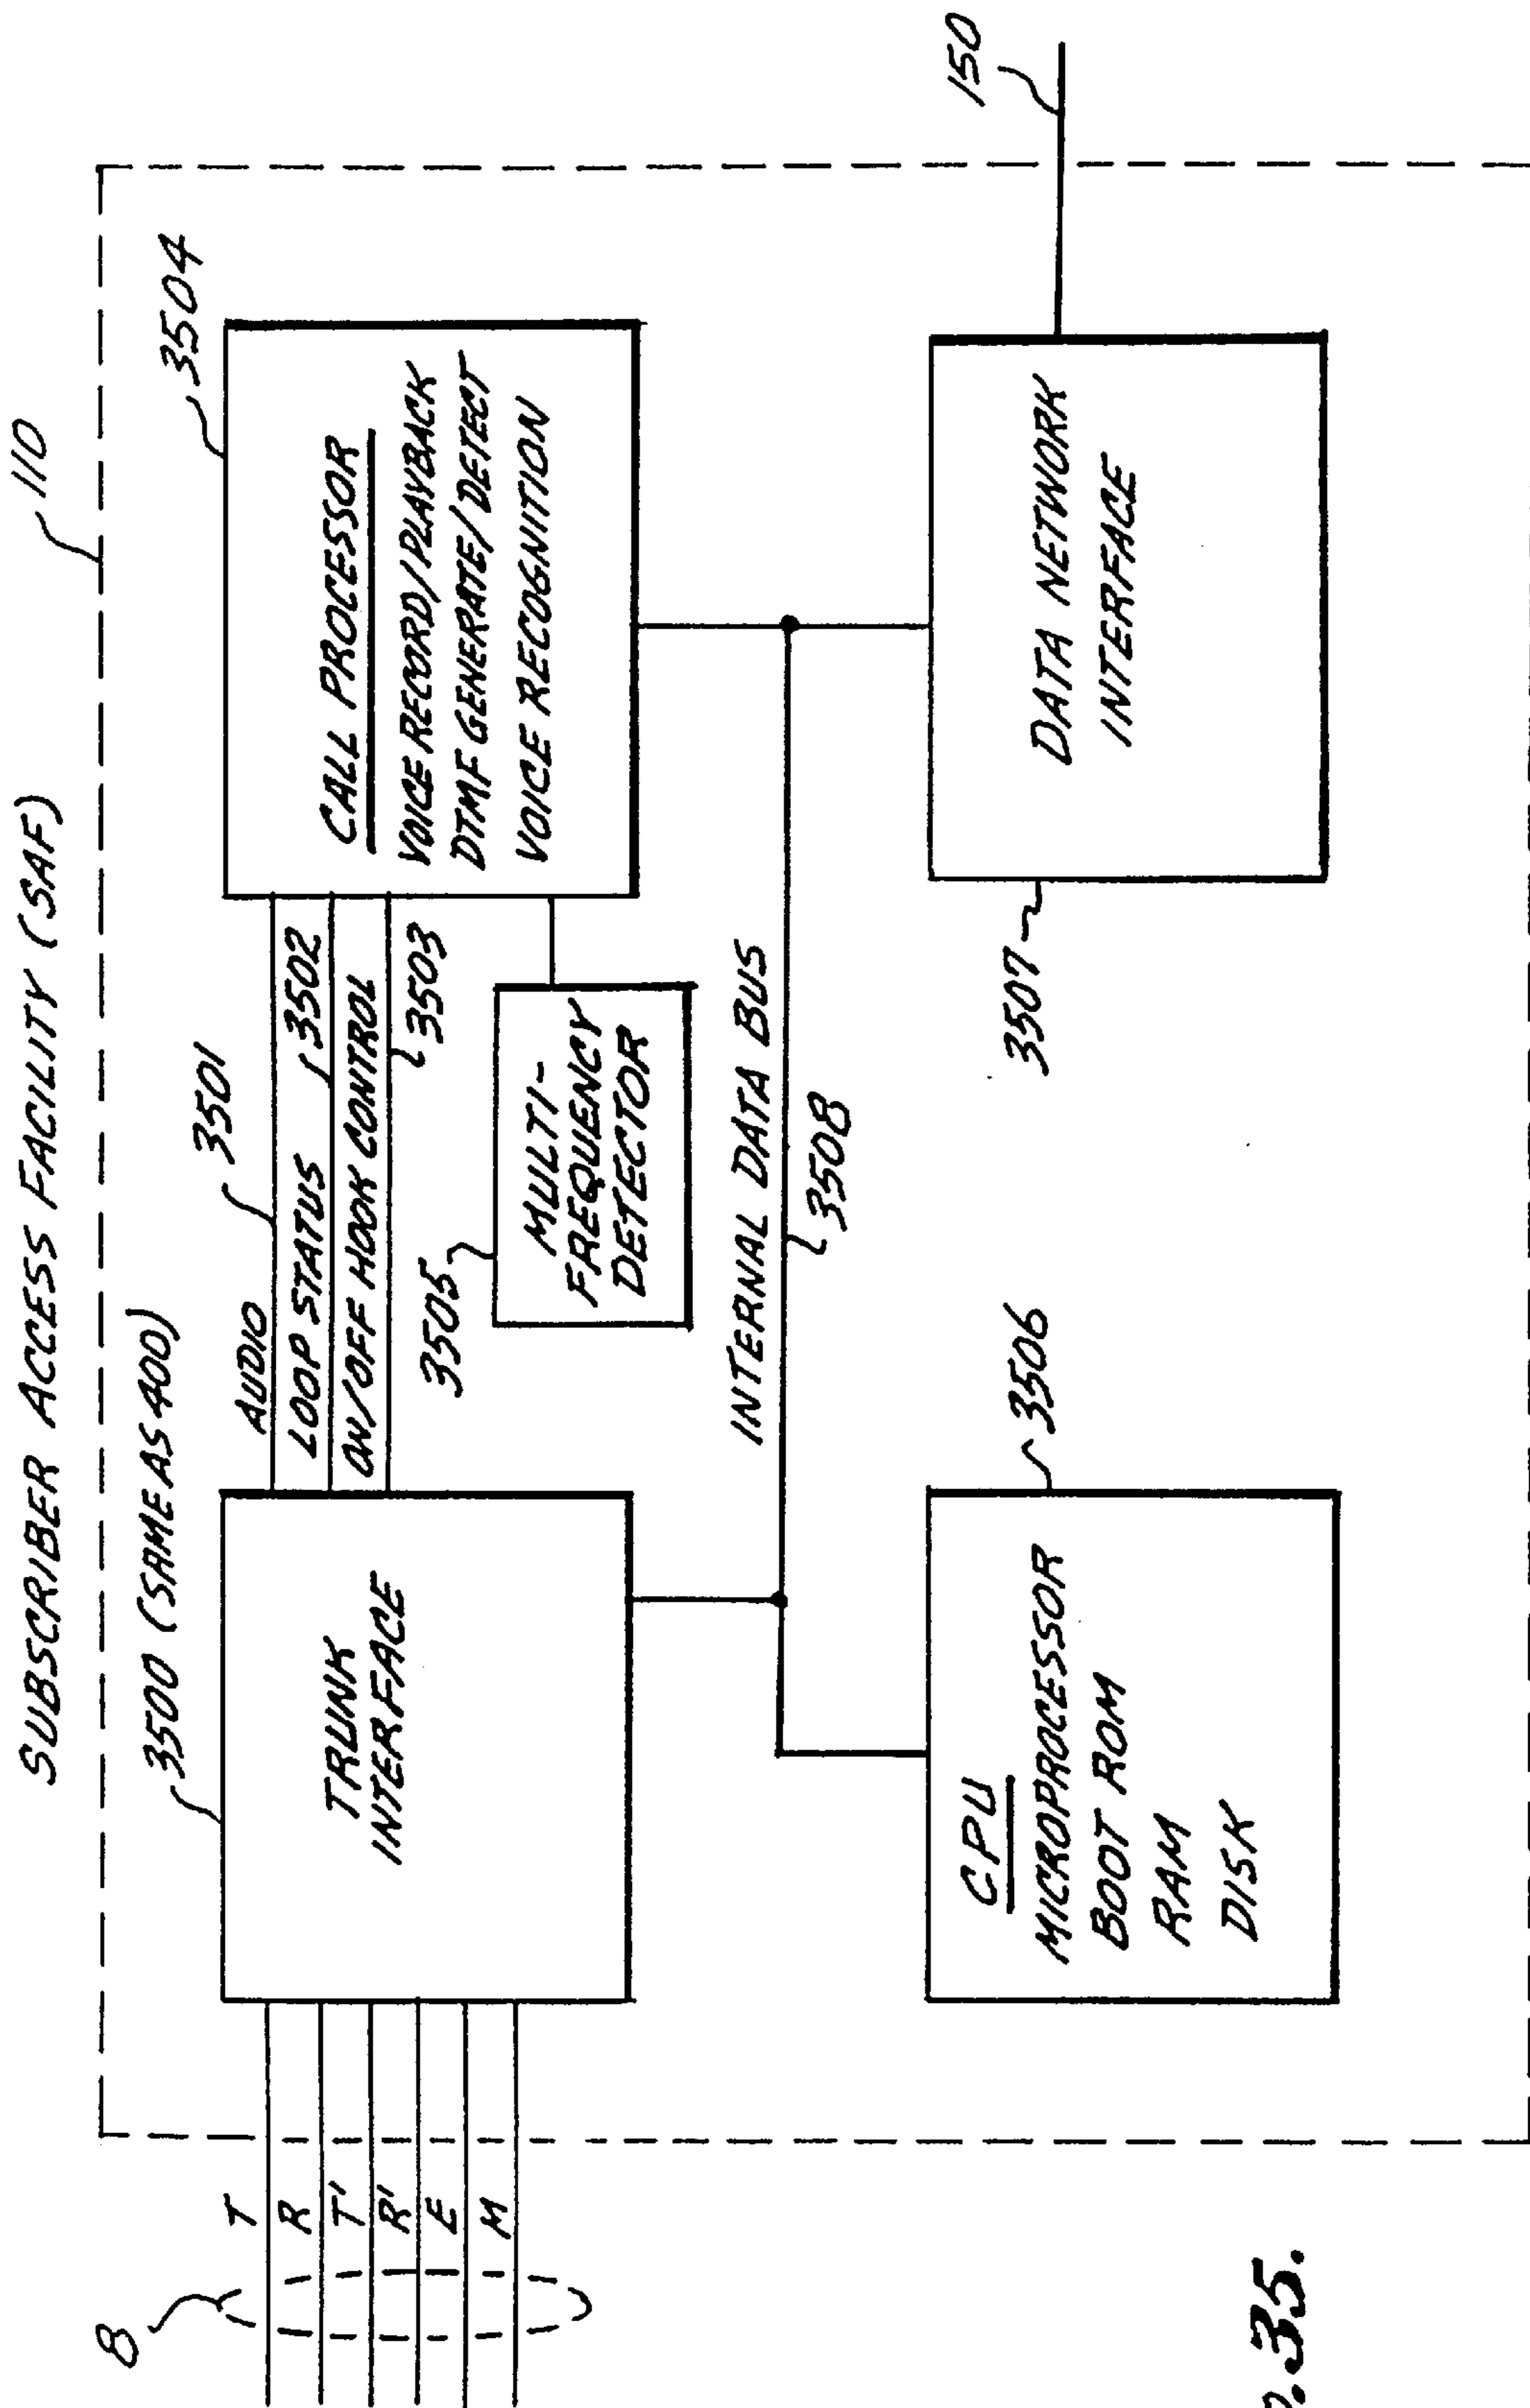 SUBSCRIBER ACCESS FACILITY (SAF)
110
3500 (SAME AS 400)
3504
8
T
R
T'
R'
E
M
TRUNK
INTERFACE
AUDIO
3501
LOOP STATUS
3502
ON/OFF HOOK CONTROL
3503
CALL PROCESSOR
VOICE RECORD/PLAYBACK
DTMF GENERATE/DETECT
VOICE RECOGNITION
3505
MULTI-
FREQUENCY
DETECTOR
INTERNAL DATA BUS
3508
150
CPU
MICROPROCESSOR
BOOT ROM
RAM
DISK
3506
3507
DATA NETWORK
INTERFACE
.35.